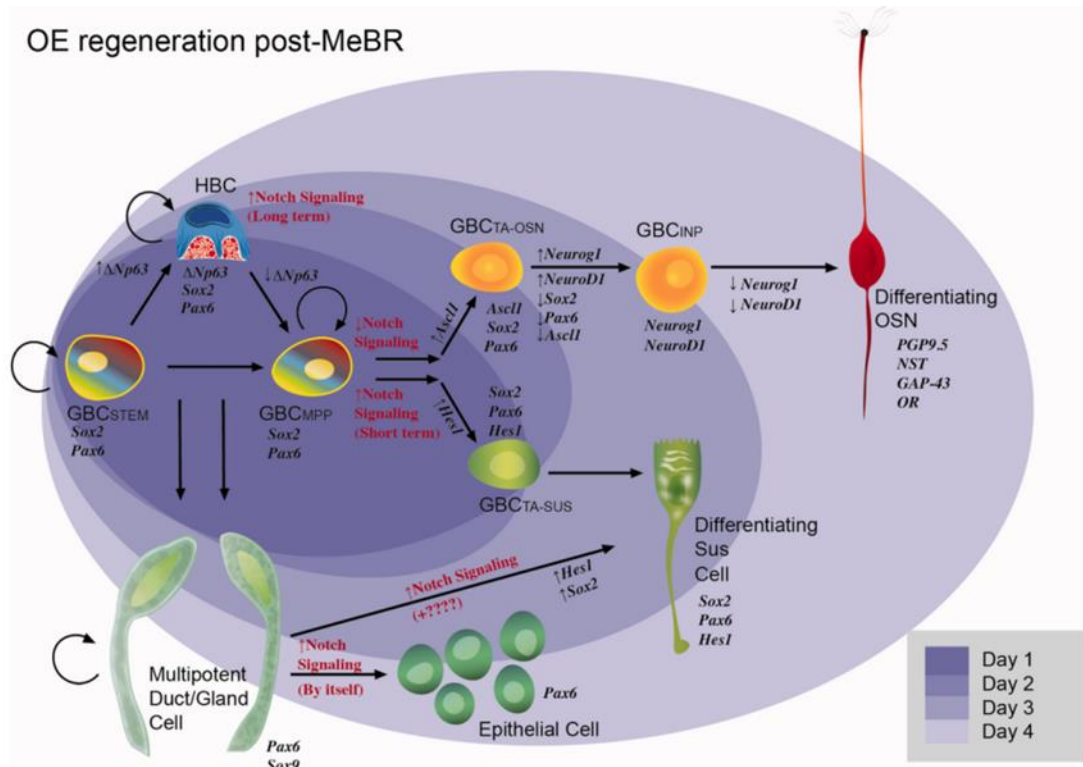 OE regeneration post-MeBR
HBC
↑Notch Signaling
(Long term)
↑ΔNp63
ΔNp63
Sox2
Pax6
↓ΔNp63
GBCSTEM
Sox2
Pax6
GBCMPP
Sox2
Pax6
↓Notch
Signaling
↑Ascl1
↑Notch
Signaling
(Short term)
↑Hes1
GBCTA-OSN
Ascl1
Sox2
Pax6
↑Neurog1
↑NeuroD1
↓Sox2
↓Pax6
↓Ascl1
GBCINP
Neurog1
NeuroD1
↓Neurog1
↓NeuroD1
Differentiating
OSN
PGP9.5
NST
GAP-43
OR
Sox2
Pax6
Hes1
GBCTA-SUS
Differentiating
Sus
Cell
Sox2
Pax6
Hes1
↑Notch Signaling
(+????)
↑Hes1
↑Sox2
↑Notch
Signaling
(By itself)
Multipotent
Duct/Gland
Cell
Pax6
Sox9
Pax6
Epithelial Cell
Day 1
Day 2
Day 3
Day 4